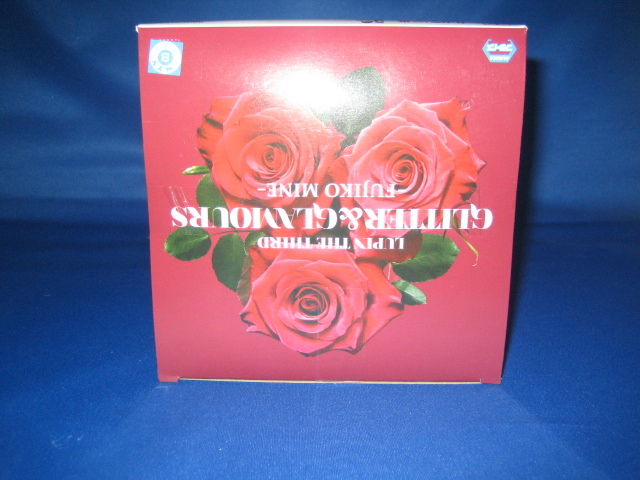 LUPIN THE THIRD
GLITTER&GLAMOURS
-FUJIKO MINE-
B